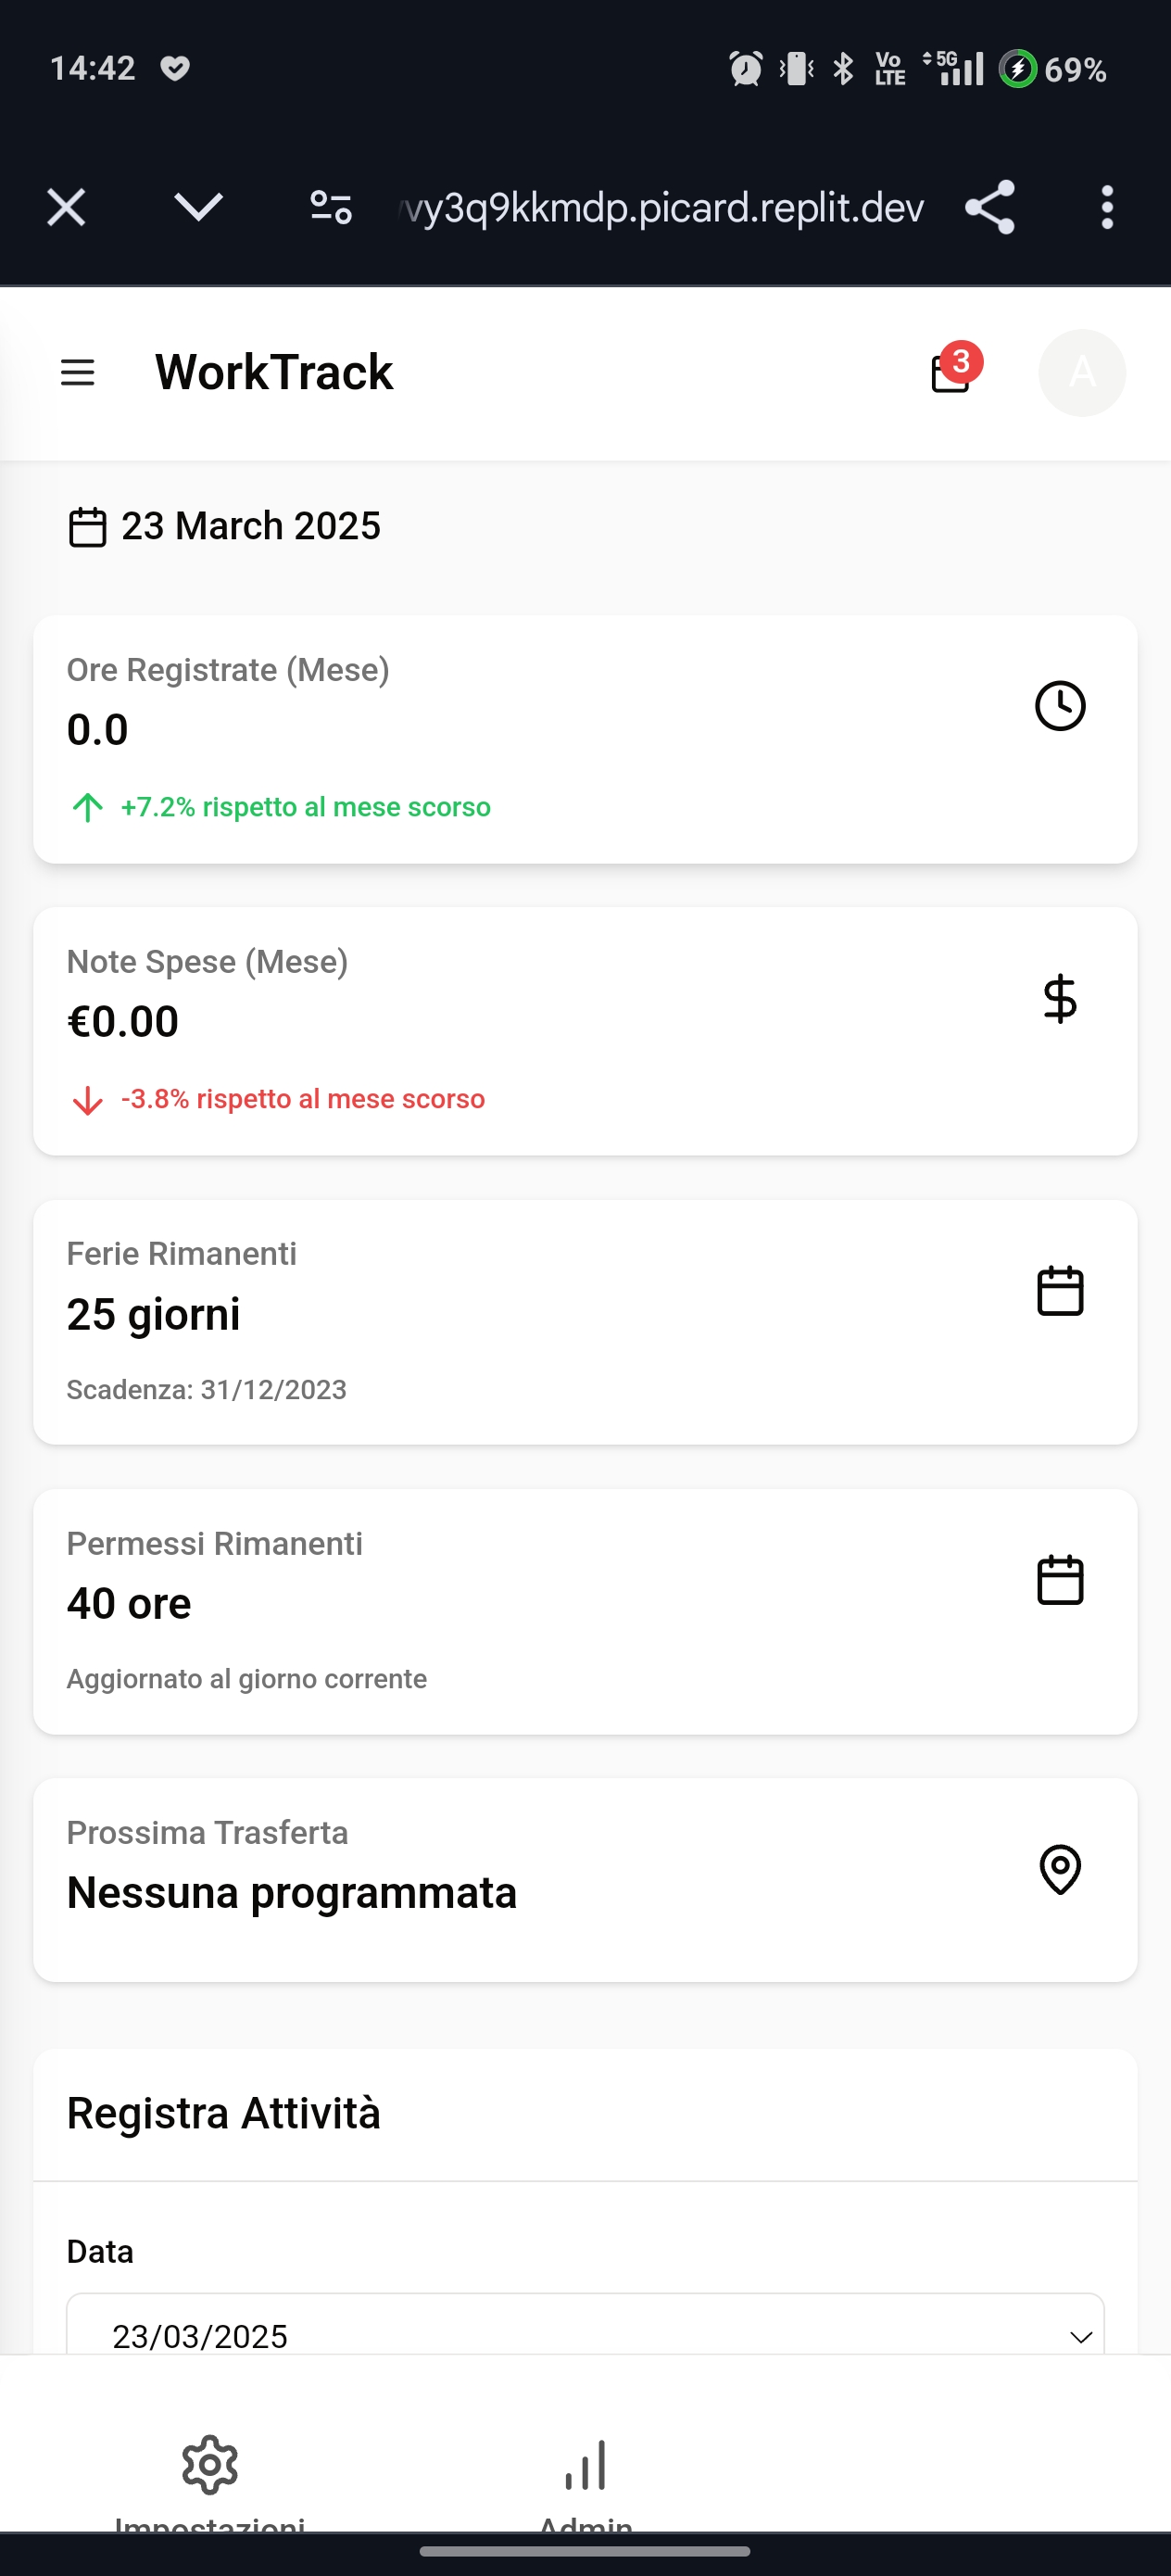 14:42
Vo
LTE
5G
69%
vy3q9kkmdp.picard.replit.dev
WorkTrack
3
A
23 March 2025
Ore Registrate (Mese)
0.0
+7.2% rispetto al mese scorso
Note Spese (Mese)
€0.00
$
-3.8% rispetto al mese scorso
Ferie Rimanenti
25 giorni
Scadenza: 31/12/2023
Permessi Rimanenti
40 ore
Aggiornato al giorno corrente
Prossima Trasferta
Nessuna programmata
Registra Attività
Data
23/03/2025
Impostazioni
Admin